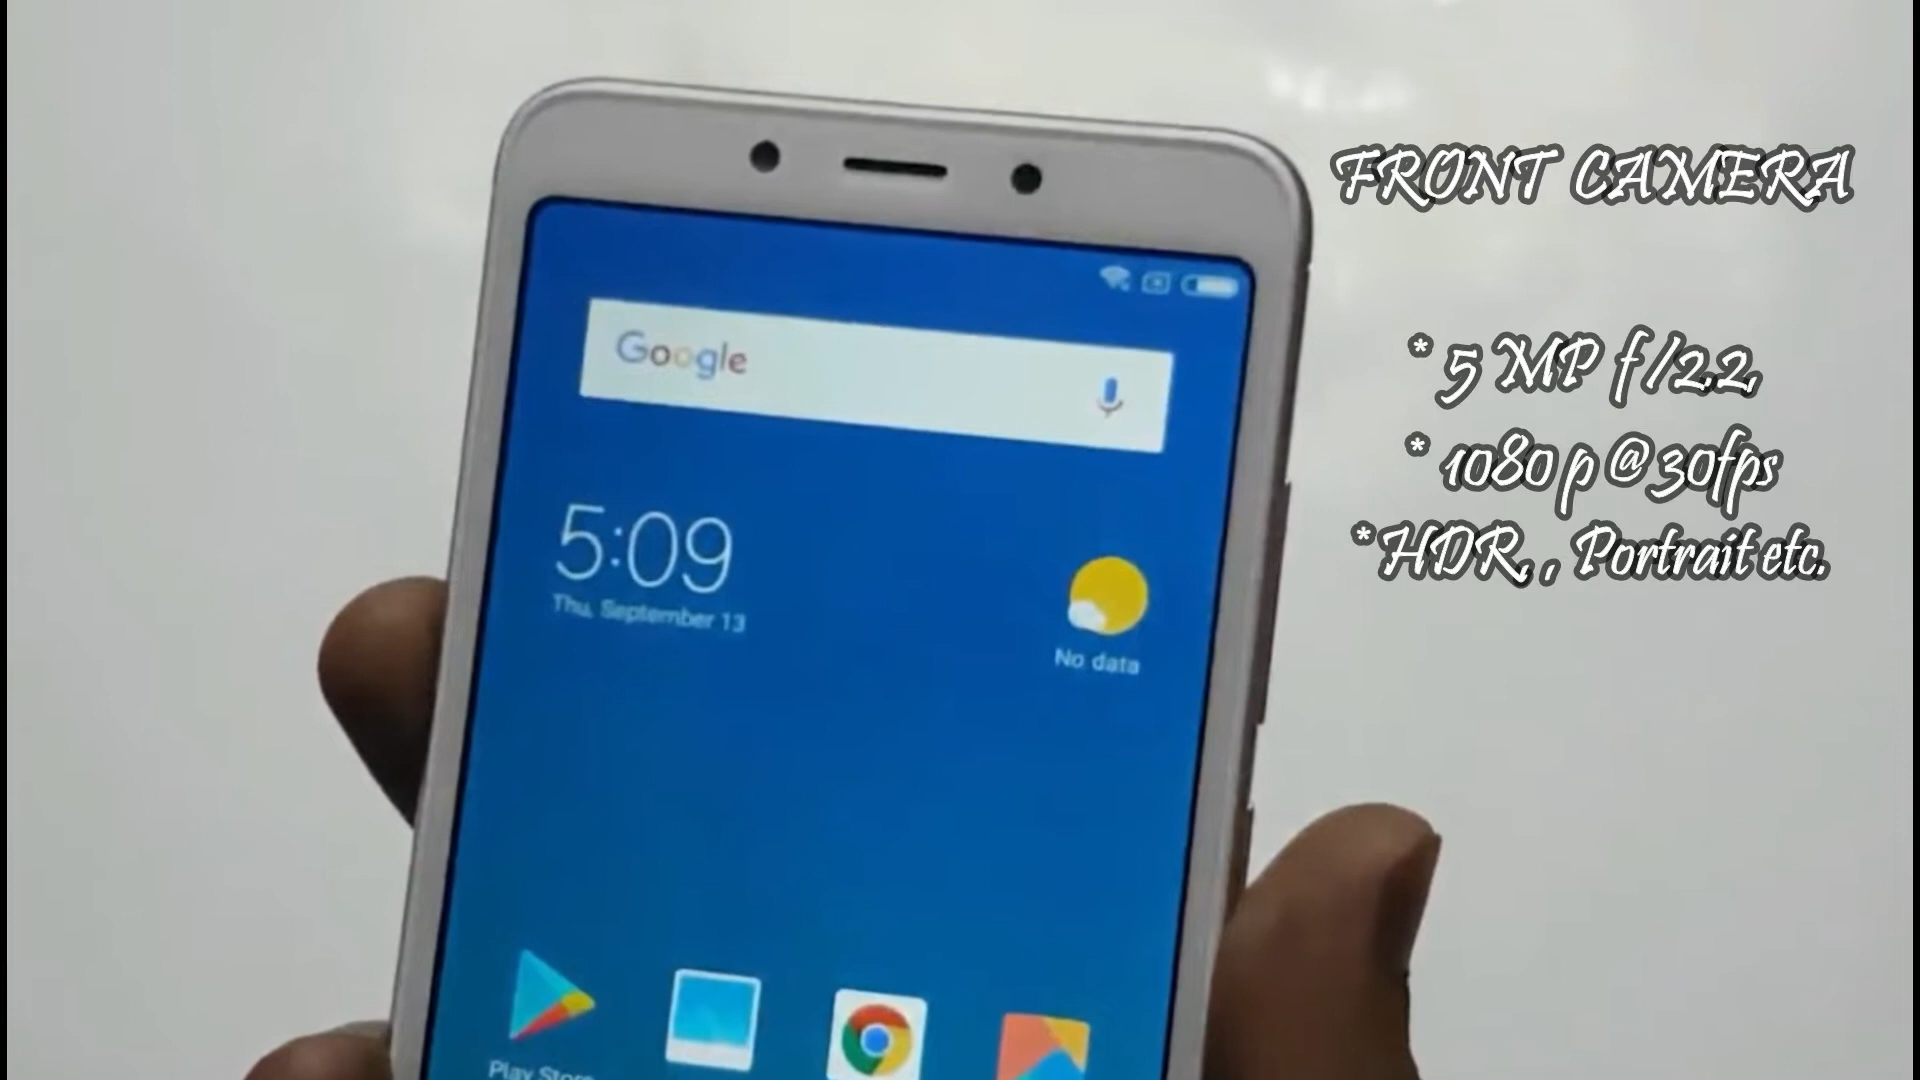 FRONT CAMERA
* 5 MP f/2.2,
* 1080p @ 30fps
* HDR, , Portrait etc.
Google
5:09
Thu, September 13
No data
Play Store